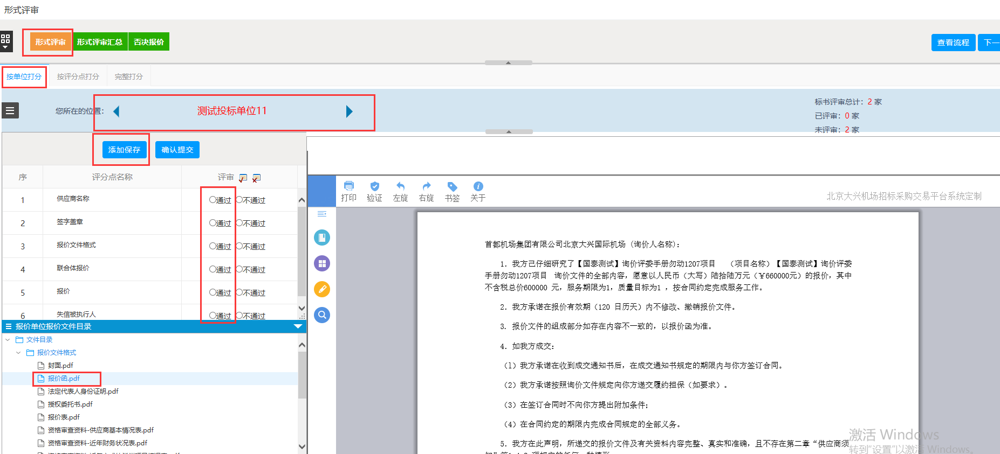 形式评审
形式评审 形式评审汇总 否决报价
查看流程 下一
按单位打分 按评分点打分 完整打分
您所在的位置： 测试投标单位11
标书评审总计：2 家
已评审：0 家
未评审：2 家
添加保存 确认提交
序 评分点名称 评审
1 供应商名称 通过 不通过
2 签字盖章 通过 不通过
3 报价文件格式 通过 不通过
4 联合体报价 通过 不通过
5 报价 通过 不通过
6 失信被执行人 通过 不通过
报价单位报价文件目录
文件目录
报价文件格式
封面.pdf
报价函.pdf
法定代表人身份证明.pdf
授权委托书.pdf
报价表.pdf
资格审查资料-供应商基本情况表.pdf
资格审查资料-近年财务状况表.pdf
打印 验证 左旋 右旋 书签 关于
北京大兴机场招标采购交易平台系统定制
首都机场集团有限公司北京大兴国际机场（询价人名称）：
1. 我方已仔细研究了【国泰测试】询价评委手册勿动1207项目 （项目名称）【国泰测试】询价评委
手册勿动1207项目 询价文件的全部内容，愿意以人民币（大写）陆拾陆万元（￥660000元）的报价，其中
不含税总价600000 元，服务期限为1，质量目标为1 ，按合同约定完成服务工作。
2. 我方承诺在报价有效期（120 日历天）内不修改、撤销报价文件。
3. 报价文件的组成部分如存在内容不一致的，以报价函为准。
4. 如我方成交：
（1）我方承诺在收到成交通知书后，在成交通知书规定的期限内与你方签订合同。
（2）我方承诺按照询价文件规定向你方递交履约担保（如要求）。
（3）在签订合同时不向你方提出附加条件；
（4）在合同约定的期限内完成合同规定的全部义务。
5. 我方在此声明，所递交的报价文件及有关资料内容完整、真实和准确，且不存在第二章“供应商须
激活 Windows
转到“设置”以激活 Windows。